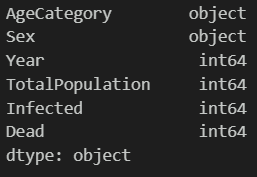 AgeCategory object
Sex object
Year int64
TotalPopulation int64
Infected int64
Dead int64
dtype: object